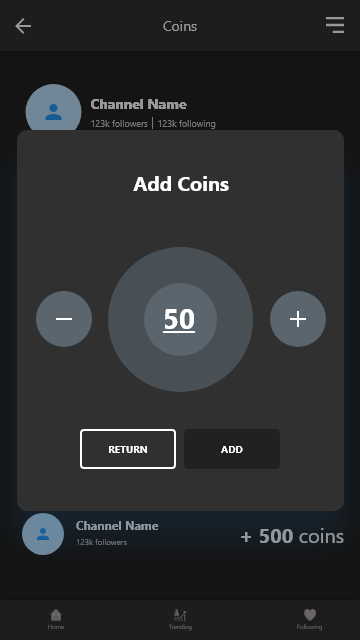 Coins
Channel Name
123k followers | 123k following
Add Coins
50
RETURN ADD
Channel Name
123k followers
+ 500 coins
Home Trending Following